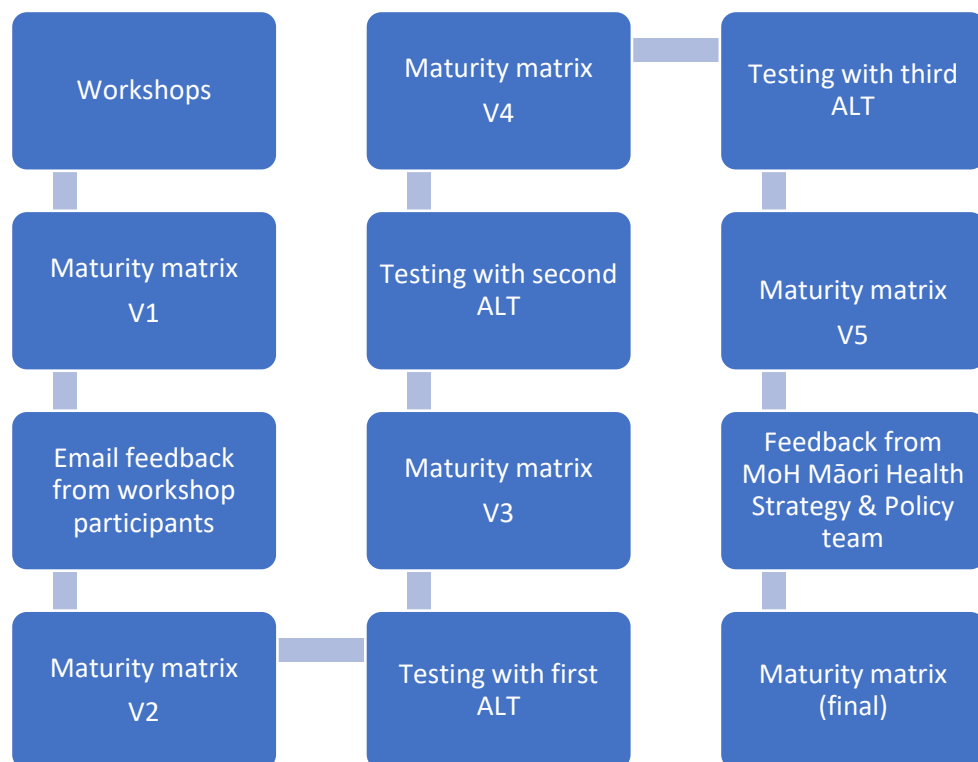 Workshops
Maturity matrix
V1
Email feedback
from workshop
participants
Maturity matrix
V2
Testing with first
ALT
Maturity matrix
V3
Testing with second
ALT
Maturity matrix
V4
Testing with third
ALT
Maturity matrix
V5
Feedback from
MoH Māori Health
Strategy & Policy
team
Maturity matrix
(final)